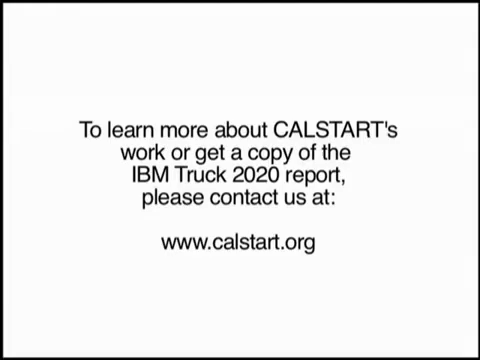 To learn more about CALSTART's
work or get a copy of the
IBM Truck 2020 report,
please contact us at:
www.calstart.org